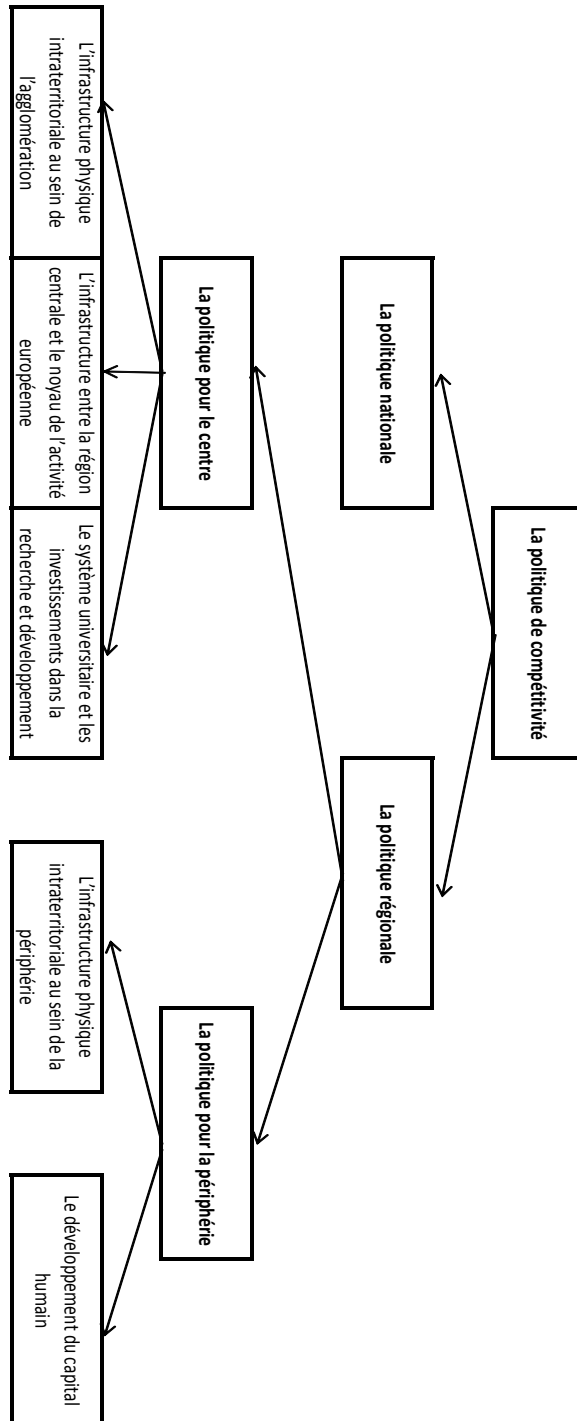 La politique de compétitivité
La politique nationale
La politique régionale
La politique pour le centre
La politique pour la périphérie
L'infrastructure physique
intraterritoriale au sein de
l'agglomération
L'infrastructure entre la région
centrale et le noyau de l'activité
européenne
Le système universitaire et les
investissements dans la
recherche et développement
L'infrastructure physique
intraterritoriale au sein de la
périphérie
Le développement du capital
humain